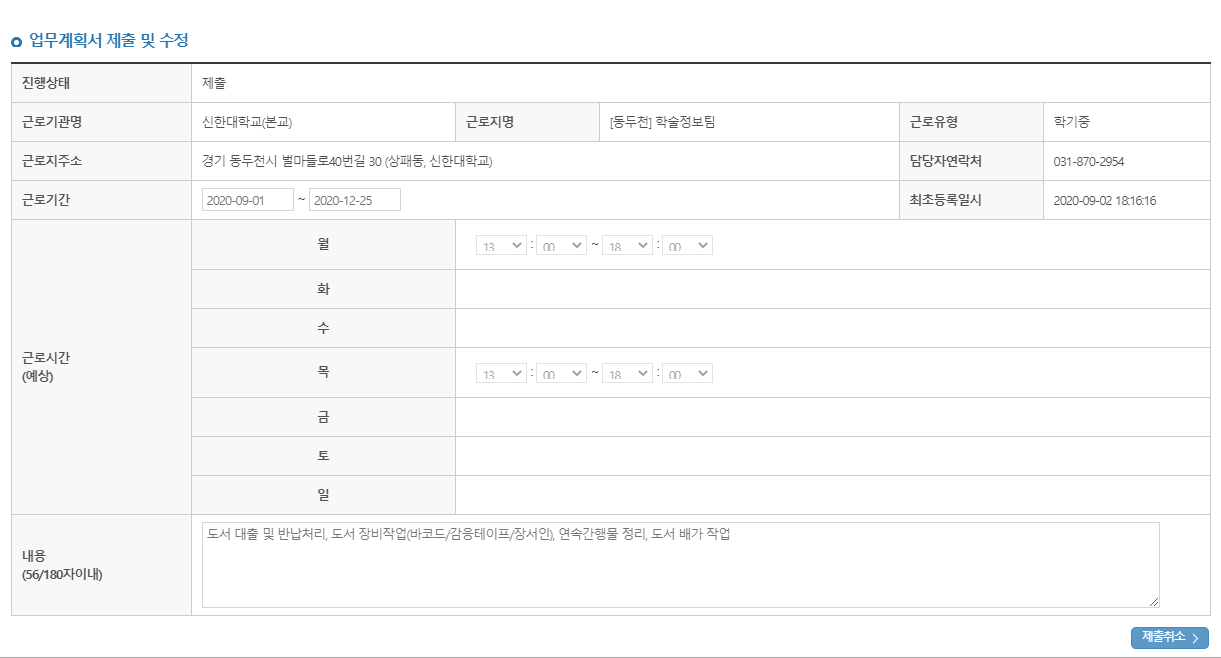 업무계획서 제출 및 수정
진행상태 제출
근로기관명 신한대학교(본교) 근로지명 [동두천] 학술정보팀 근로유형 학기중
근로지주소 경기 동두천시 벌마들로40번길 30 (상패동, 신한대학교) 담당자연락처 031-870-2954
근로기간 2020-09-01 ~ 2020-12-25 최초등록일시 2020-09-02 18:16:16
근로시간
(예상)
월 13 : 00 ~ 18 : 00
화
수
목 13 : 00 ~ 18 : 00
금
토
일
내용
(56/180자이내)
도서 대출 및 반납처리, 도서 장비작업(바코드/감응테이프/장서인), 연속간행물 정리, 도서 배가 작업
제출취소 >